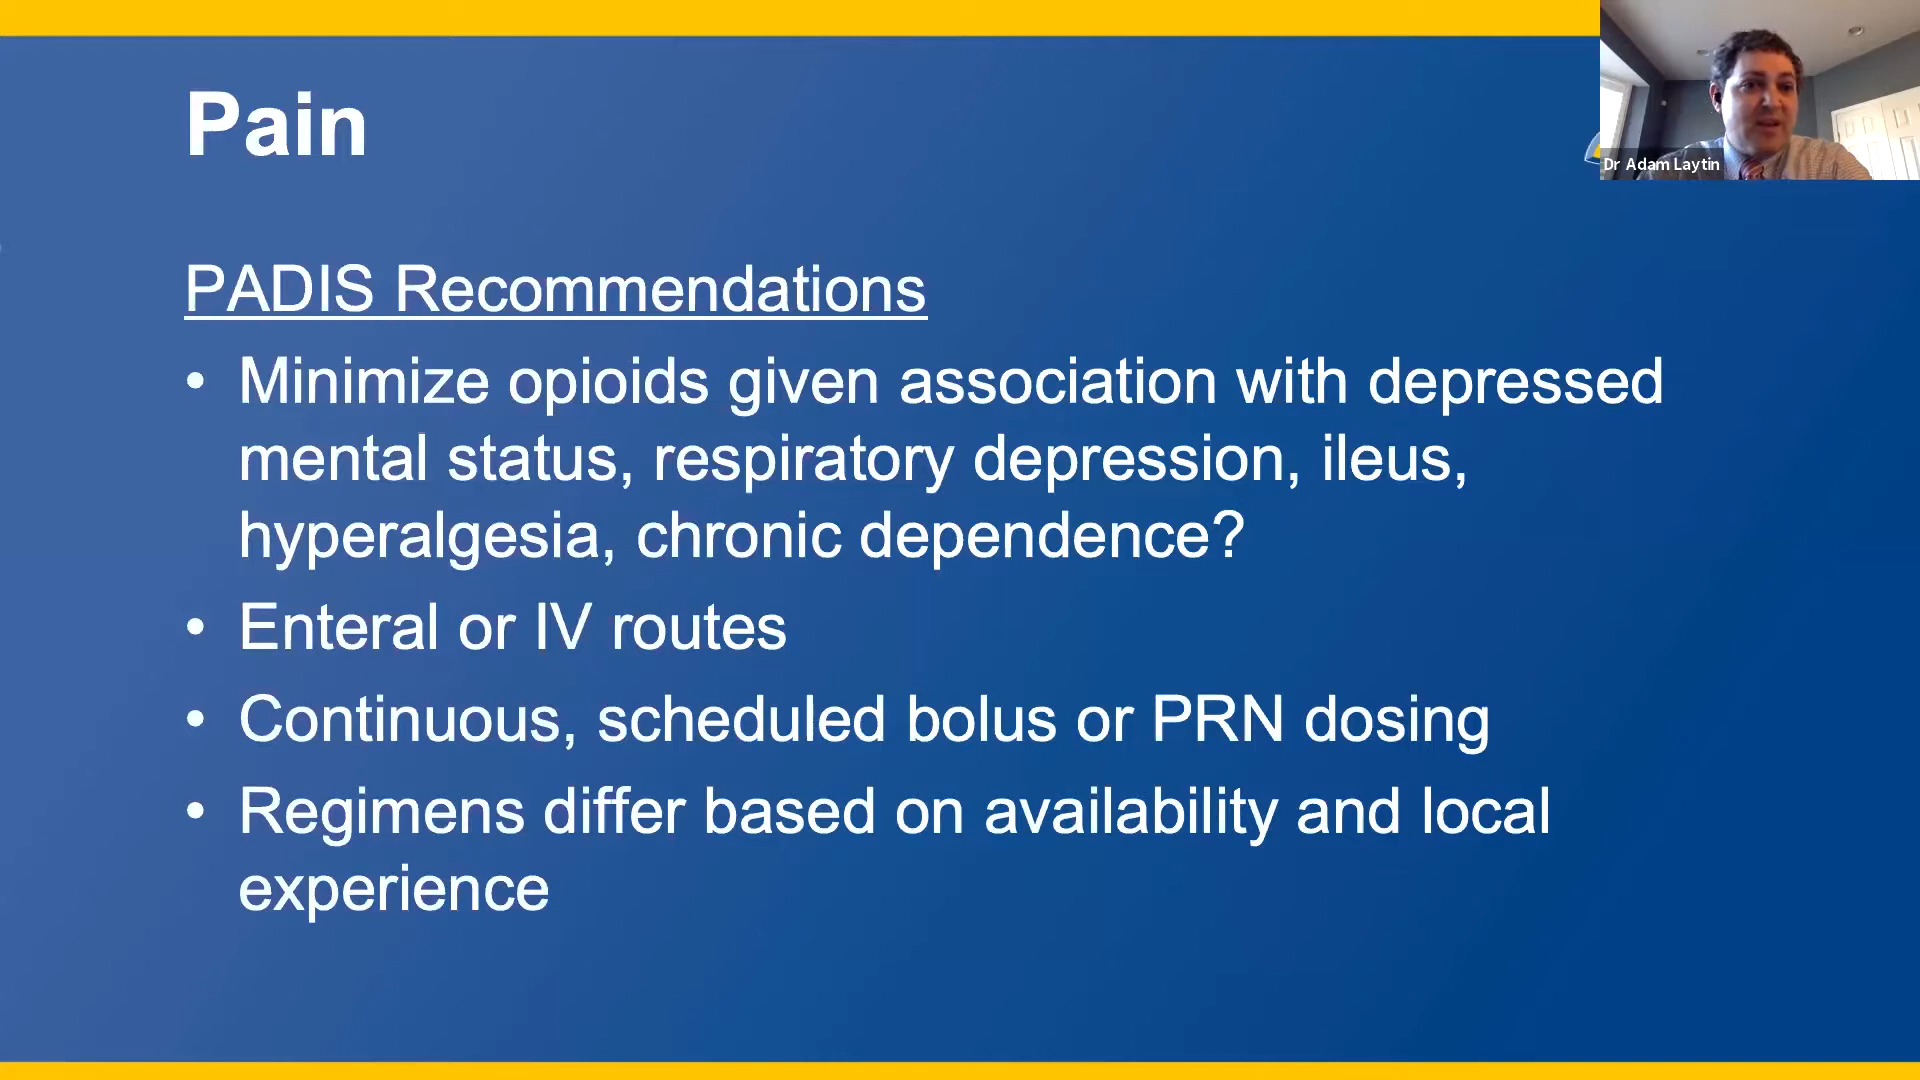 Pain
Dr Adam Laytin
PADIS Recommendations
• Minimize opioids given association with depressed
mental status, respiratory depression, ileus,
hyperalgesia, chronic dependence?
• Enteral or IV routes
• Continuous, scheduled bolus or PRN dosing
• Regimens differ based on availability and local
experience